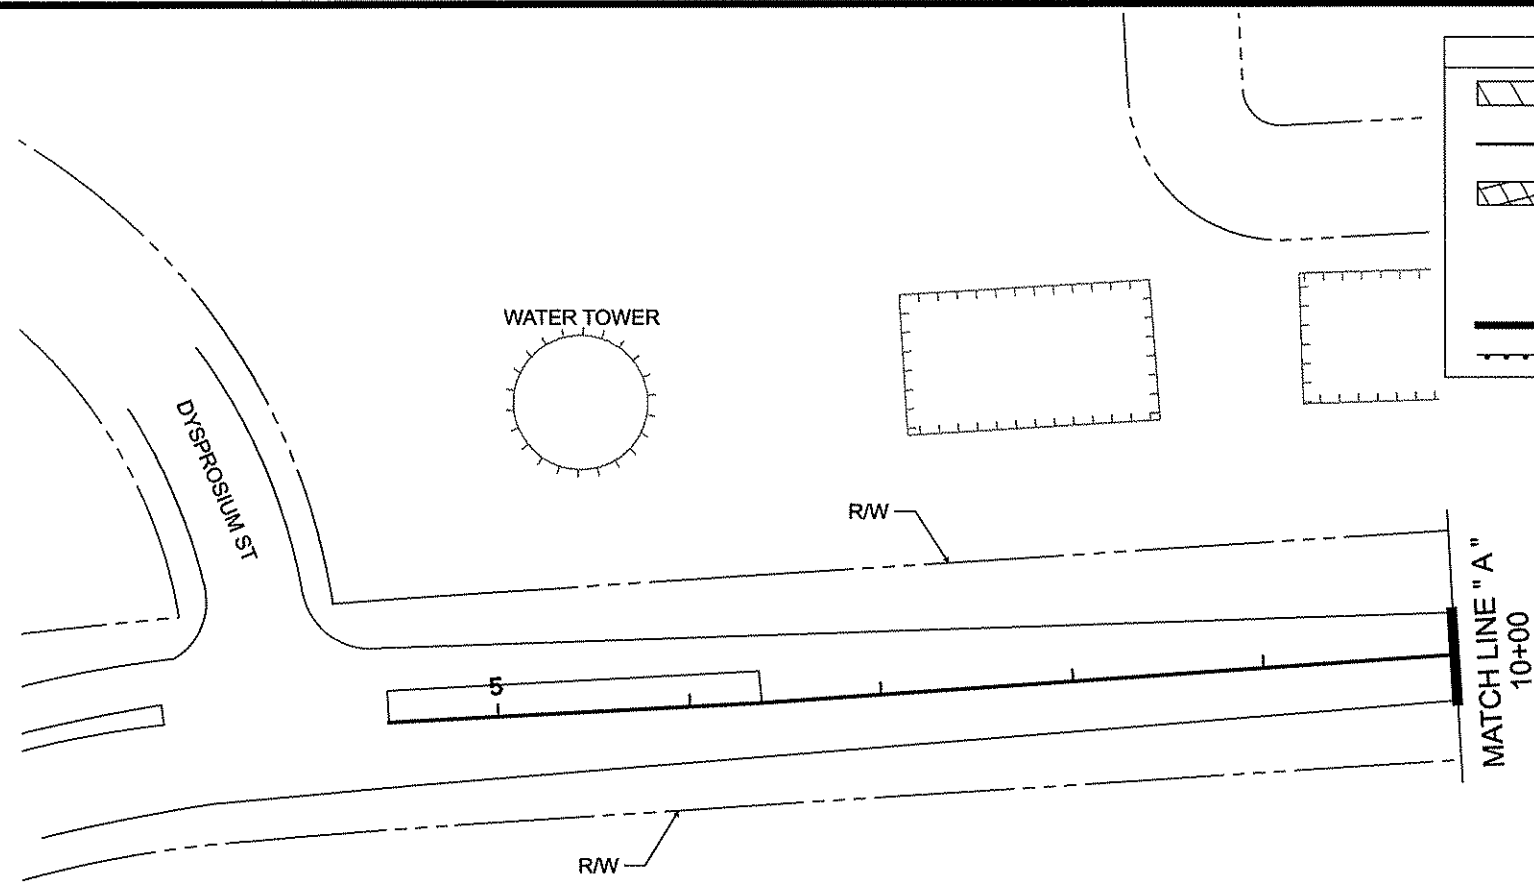 WATER TOWER
DYSPROSIUM ST
R/W
MATCH LINE " A "
10+00
5
R/W